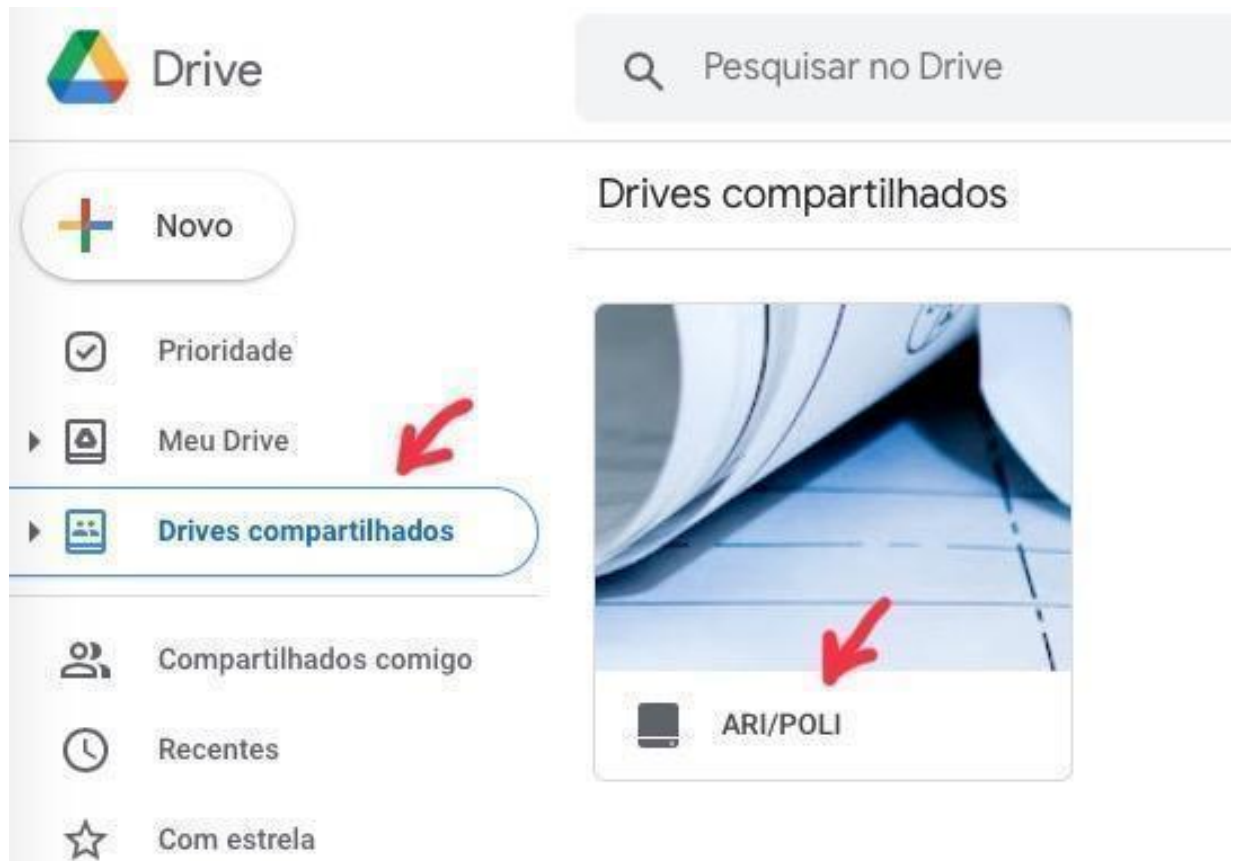 Drive
Pesquisar no Drive
Novo
Drives compartilhados
Prioridade
Meu Drive
Drives compartilhados
Compartilhados comigo
Recentes
Com estrela
ARI/POLI